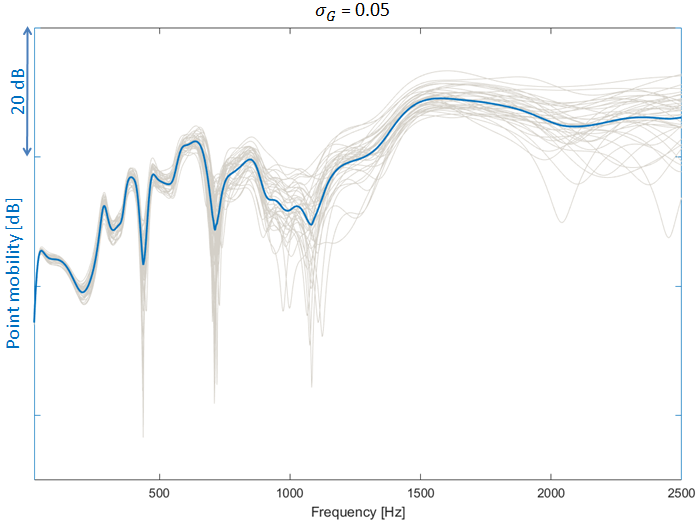 σG = 0.05
20 dB
Point mobility [dB]
500
1000
1500
2000
2500
Frequency [Hz]